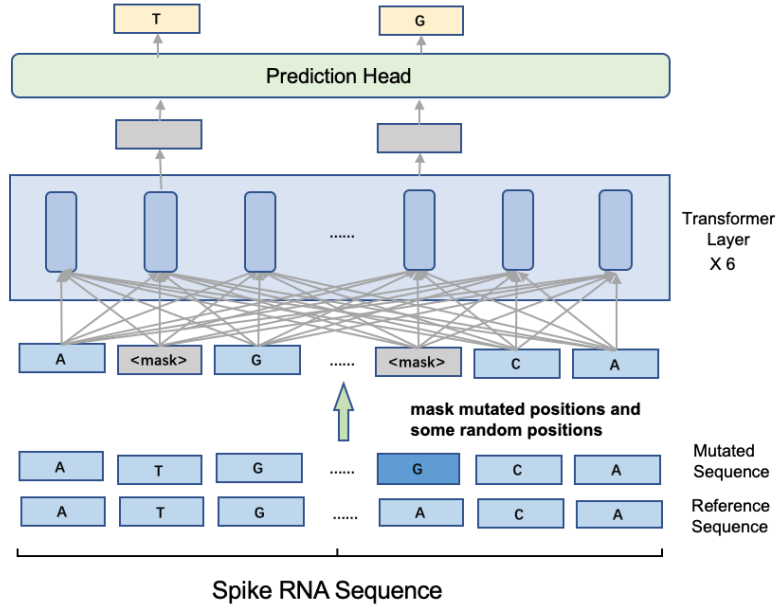 T G
Prediction Head
Transformer
Layer
X 6
......
A <mask> G ...... <mask> C A
mask mutated positions and
some random positions
A T G ...... G C A
Mutated
Sequence
A T G ...... A C A
Reference
Sequence
Spike RNA Sequence